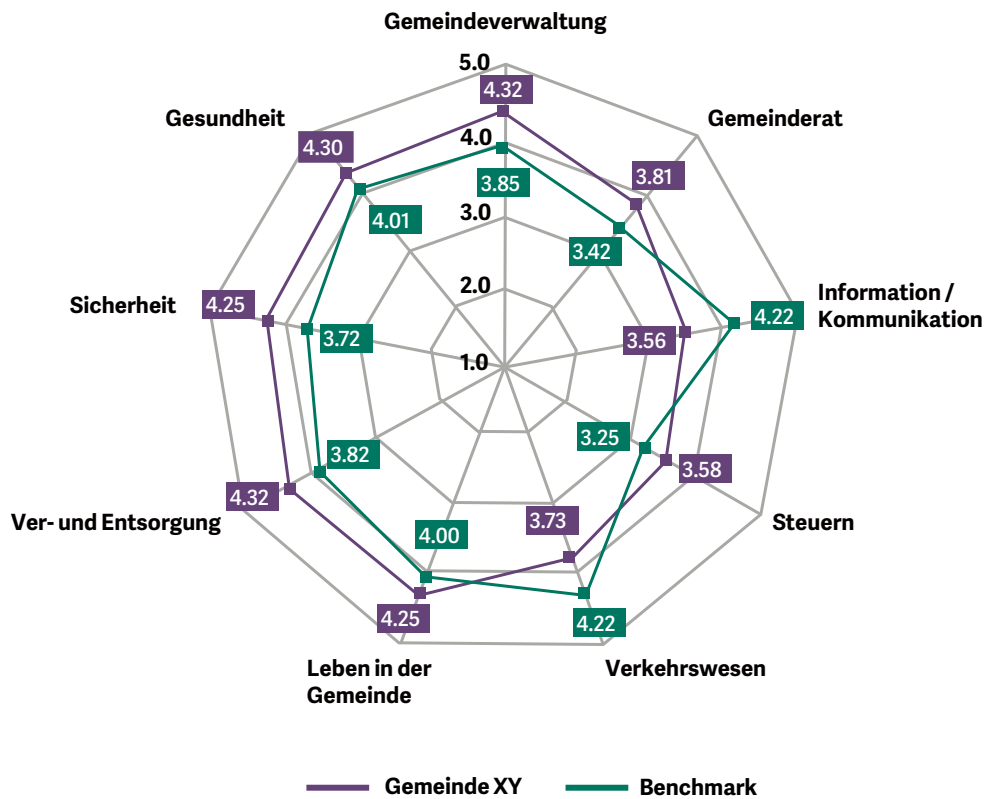 Gemeindeverwaltung
5.0
4.32
Gesundheit
Gemeinderat
4.30
4.0
3.81
3.85
4.01
3.0
3.42
Sicherheit
4.25
Information /
Kommunikation
4.22
2.0
3.72
3.56
1.0
3.25
3.82
3.58
4.32
Ver- und Entsorgung
Steuern
3.73
4.00
4.25
4.22
Leben in der
Gemeinde
Verkehrswesen
Gemeinde XY
Benchmark